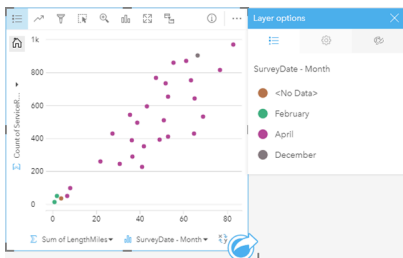 Layer options
1k
800
600
400
200
0
Count of ServiceR...
0
20
40
60
80
Sum of LengthMiles
SurveyDate - Month
SurveyDate - Month
<No Data>
February
April
December